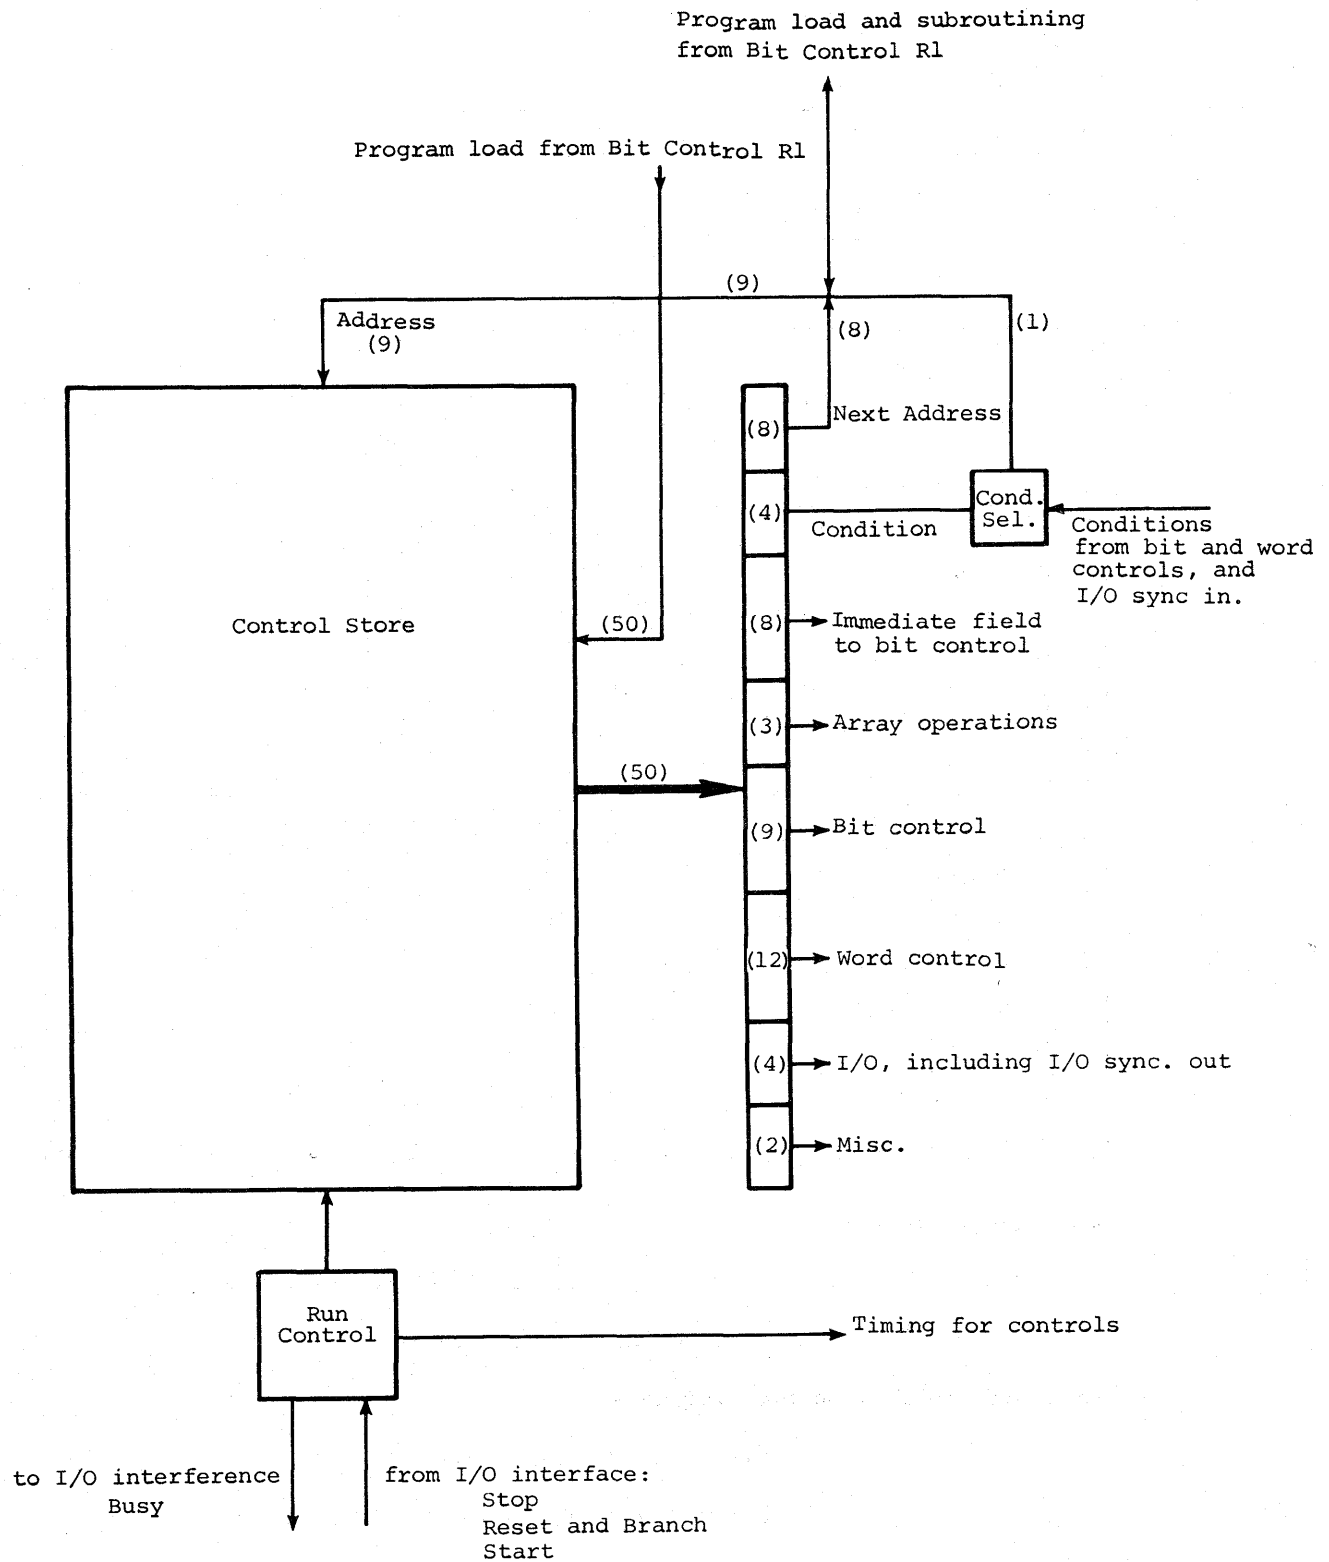 Program load and subroutining
from Bit Control Rl
Program load from Bit Control Rl
(9)
Address
(9)
(8)
(1)
(8)
Next Address
(4)
Condition
Cond.
Sel.
Conditions
from bit and word
controls, and
I/O sync in.
Control Store
(50)
(8)
Immediate field
to bit control
(3)
Array operations
(50)
(9)
Bit control
(12)
Word control
(4)
I/O, including I/O sync. out
(2)
Misc.
Run
Control
Timing for controls
to I/O interference
Busy
from I/O interface:
Stop
Reset and Branch
Start